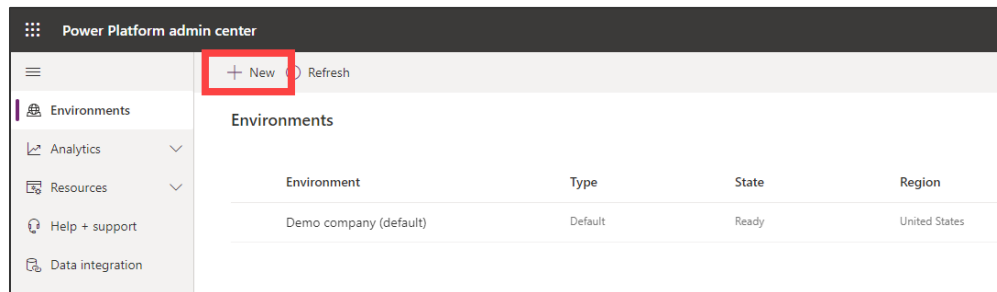 Power Platform admin center
New Refresh
Environments
Analytics
Resources
Help + support
Data integration
Environments
Environment Type State Region
Demo company (default) Default Ready United States